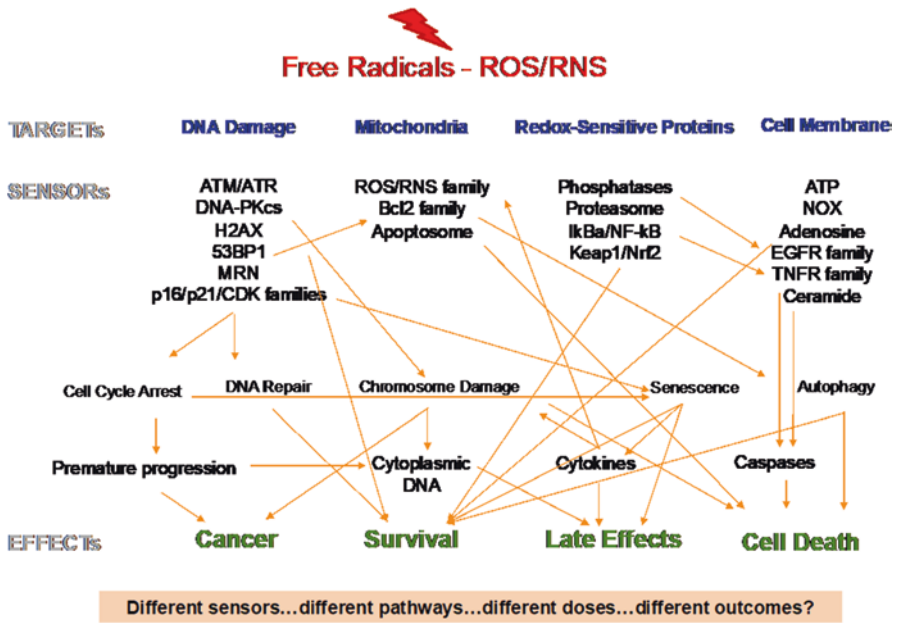 Free Radicals - ROS/RNS
TARGETs DNA Damage Mitochondria Redox-Sensitive Proteins Cell Membrane
SENSORs
ATM/ATR
DNA-PKcs
H2AX
53BP1
MRN
p16/p21/CDK families
ROS/RNS family
Bcl2 family
Apoptosome
Phosphatases
Proteasome
IkBa/NF-kB
Keap1/Nrf2
ATP
NOX
Adenosine
EGFR family
TNFR family
Ceramide
Cell Cycle Arrest DNA Repair Chromosome Damage Senescence Autophagy
Premature progression
Cytoplasmic
DNA
Cytokines
Caspases
EFFECTs Cancer Survival Late Effects Cell Death
Different sensors…different pathways…different doses…different outcomes?